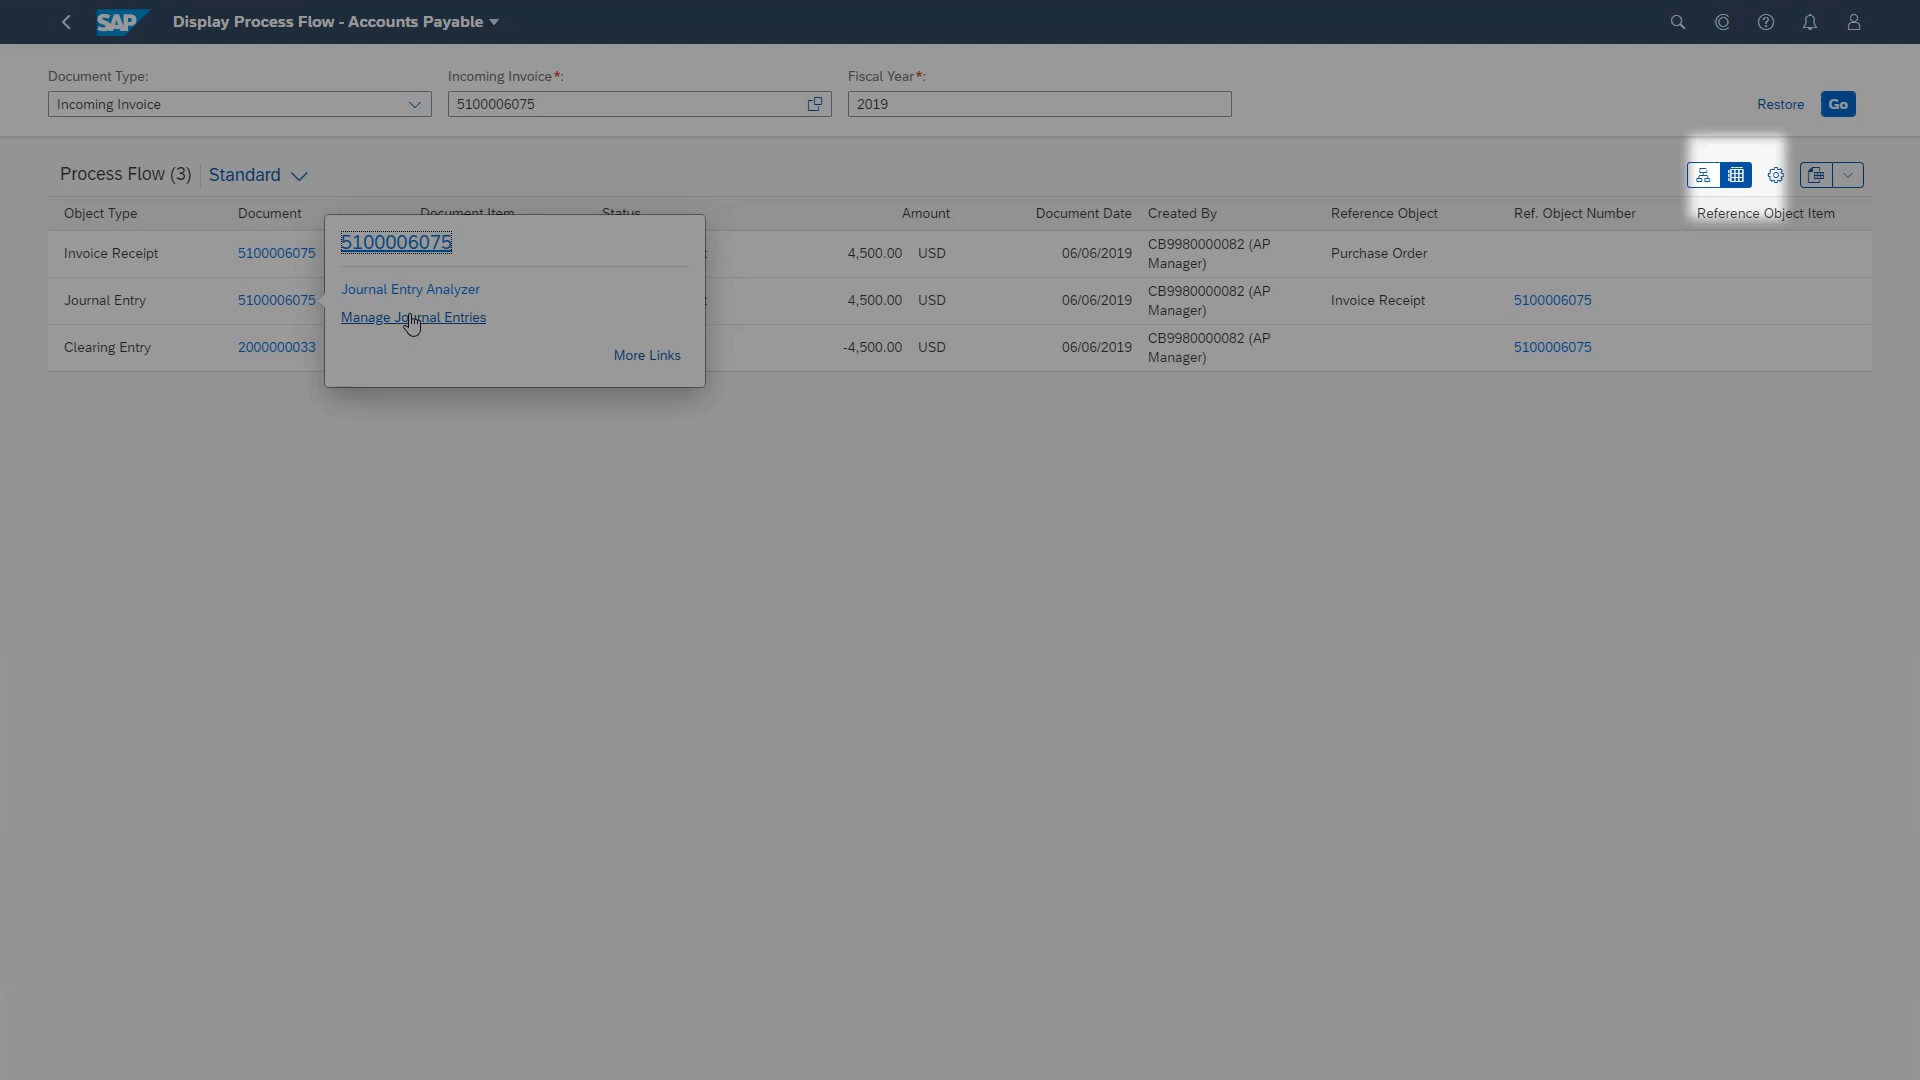 SAP Display Process Flow - Accounts Payable
Document Type: Incoming Invoice*: Fiscal Year*:
Incoming Invoice 5100006075 2019 Restore Go
Process Flow (3) Standard
Object Type Document Document Item Status Amount Document Date Created By Reference Object Ref. Object Number Reference Object Item
Invoice Receipt 5100006075 4,500.00 USD 06/06/2019 CB9980000082 (AP Manager) Purchase Order
Journal Entry 5100006075 4,500.00 USD 06/06/2019 CB9980000082 (AP Manager) Invoice Receipt 5100006075
Clearing Entry 2000000033 -4,500.00 USD 06/06/2019 CB9980000082 (AP Manager) 5100006075
5100006075
Journal Entry Analyzer
Manage Journal Entries
More Links